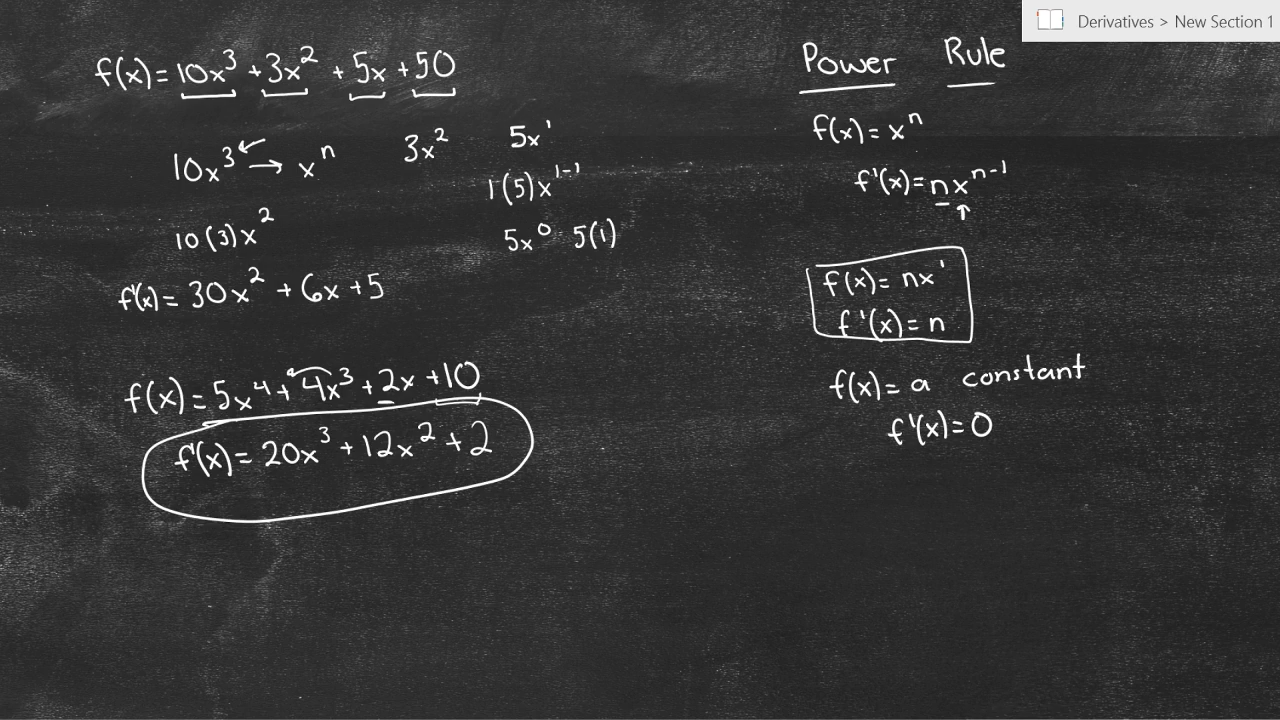 Derivatives > New Section 1
f(x) = 10x³ + 3x² + 5x + 50
10x³ → xⁿ 3x² 5x¹
1(5)x¹⁻¹
10(3)x² 5x⁰ 5(1)
f'(x) = 30x² + 6x + 5
f(x) = 5x⁴ + 4x³ + 2x + 10
f'(x) = 20x³ + 12x² + 2
Power Rule
f(x) = xⁿ
f'(x) = nxⁿ⁻¹
f(x) = nx¹
f'(x) = n
f(x) = a constant
f'(x) = 0